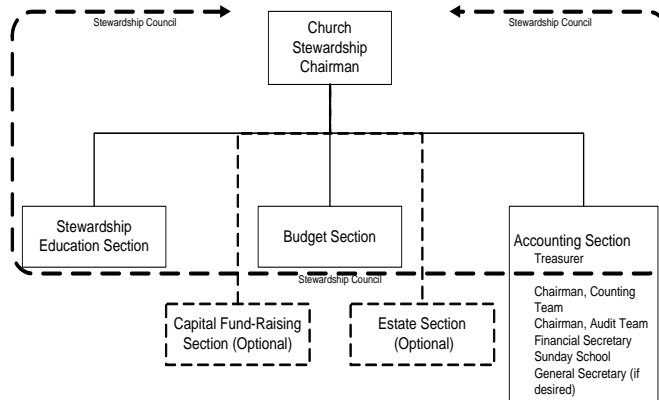 Stewardship Council
Stewardship Council
Church
Stewardship
Chairman
Stewardship
Education Section
Budget Section
Accounting Section
Treasurer
Stewardship Council
Chairman, Counting
Team
Chairman, Audit Team
Financial Secretary
Sunday School
General Secretary (if
desired)
Capital Fund-Raising
Section (Optional)
Estate Section
(Optional)